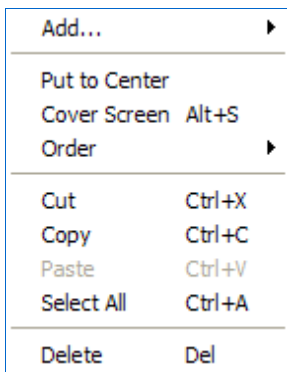 Add...
Put to Center
Cover Screen Alt+S
Order
Cut Ctrl+X
Copy Ctrl+C
Paste Ctrl+V
Select All Ctrl+A
Delete Del